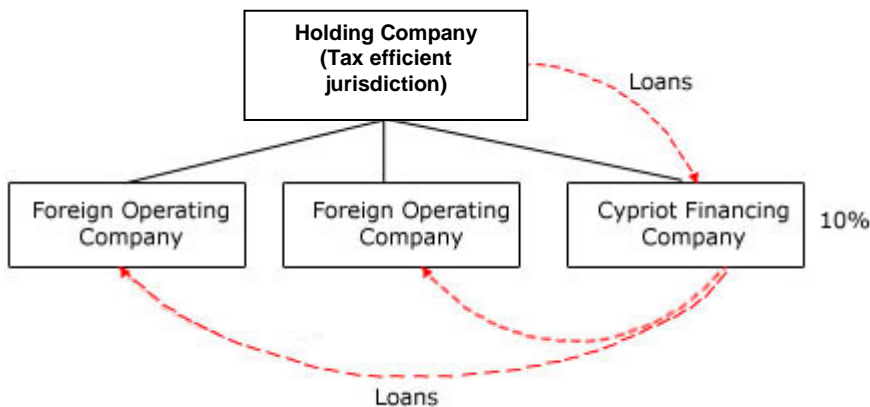 Holding Company
(Tax efficient
jurisdiction)
Loans
Foreign Operating
Company
Foreign Operating
Company
Cypriot Financing
Company
10%
Loans